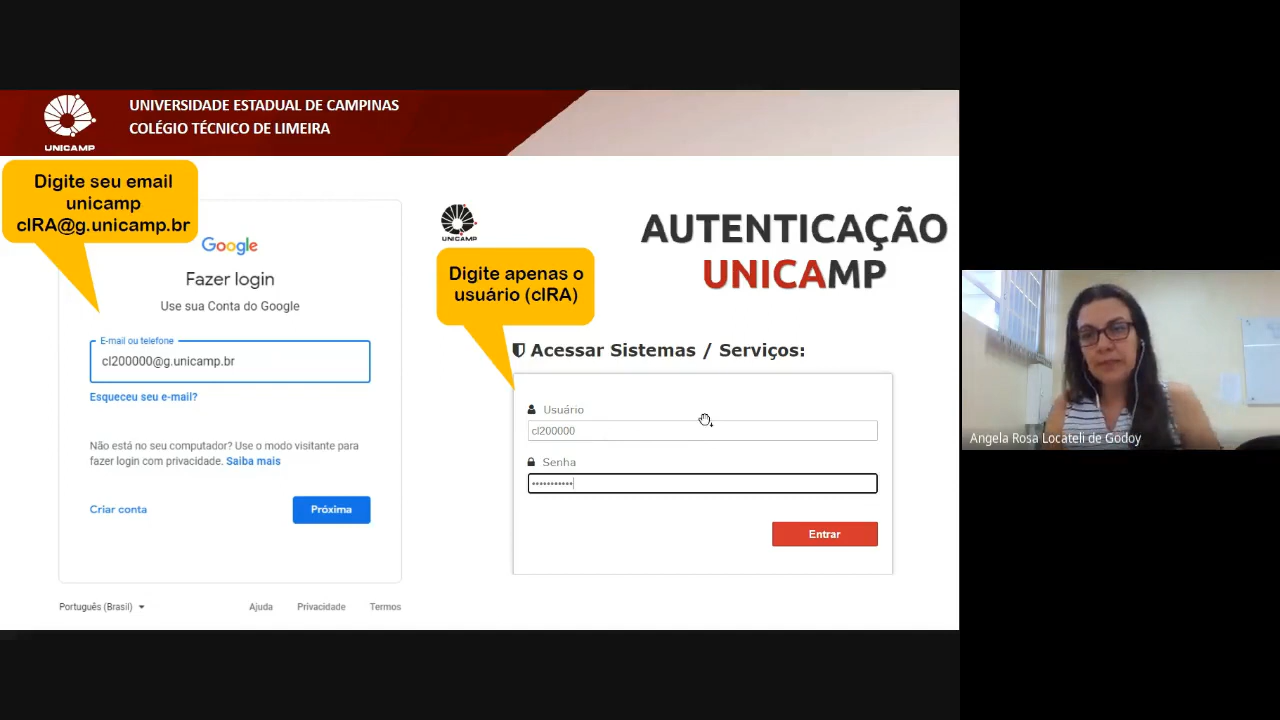 UNICAMP
UNIVERSIDADE ESTADUAL DE CAMPINAS
COLÉGIO TÉCNICO DE LIMEIRA
Digite seu email
unicamp
clRA@g.unicamp.br
Google
Fazer login
Use sua Conta do Google
E-mail ou telefone
cl200000@g.unicamp.br
Esqueceu seu e-mail?
Não está no seu computador? Use o modo visitante para
fazer login com privacidade. Saiba mais
Criar conta
Próxima
Português (Brasil)
Ajuda
Privacidade
Termos
UNICAMP
AUTENTICAÇÃO
UNICAMP
Digite apenas o
usuário (clRA)
Acessar Sistemas / Serviços:
Usuário
cl200000
Senha
•••••••••••
Entrar
Angela Rosa Locateli de Godoy